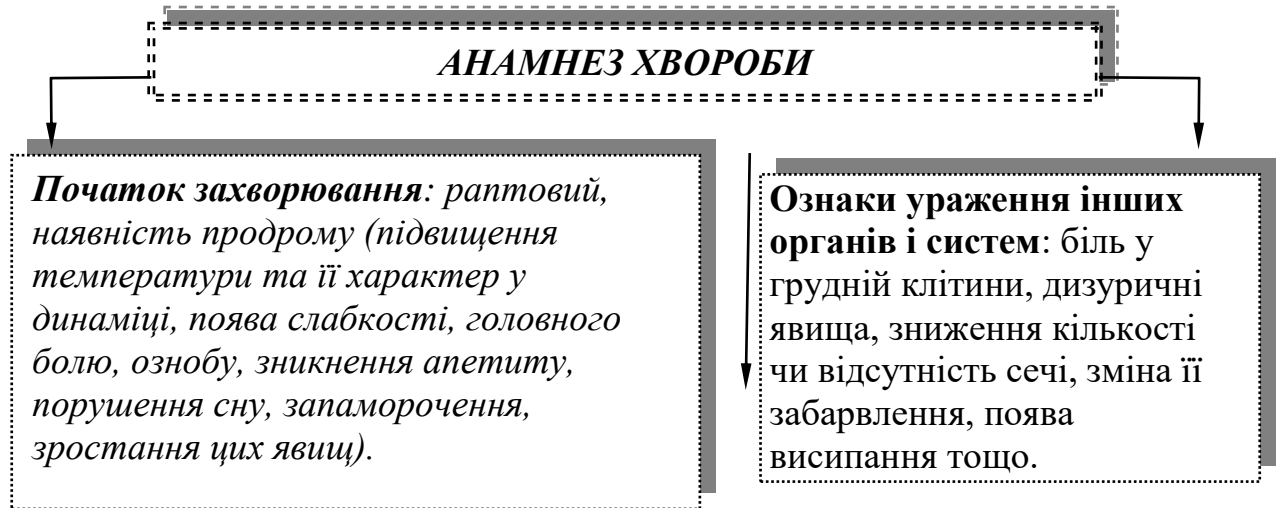 АНАМНЕЗ ХВОРОБИ
Початок захворювання: раптовий,
наявність продрому (підвищення
температури та її характер у
динаміці, поява слабкості, головного
болю, ознобу, зникнення апетиту,
порушення сну, запаморочення,
зростання цих явищ).
Ознаки ураження інших
органів і систем: біль у
грудній клітини, дизуричні
явища, зниження кількості
чи відсутність сечі, зміна її
забарвлення, поява
висипання тощо.